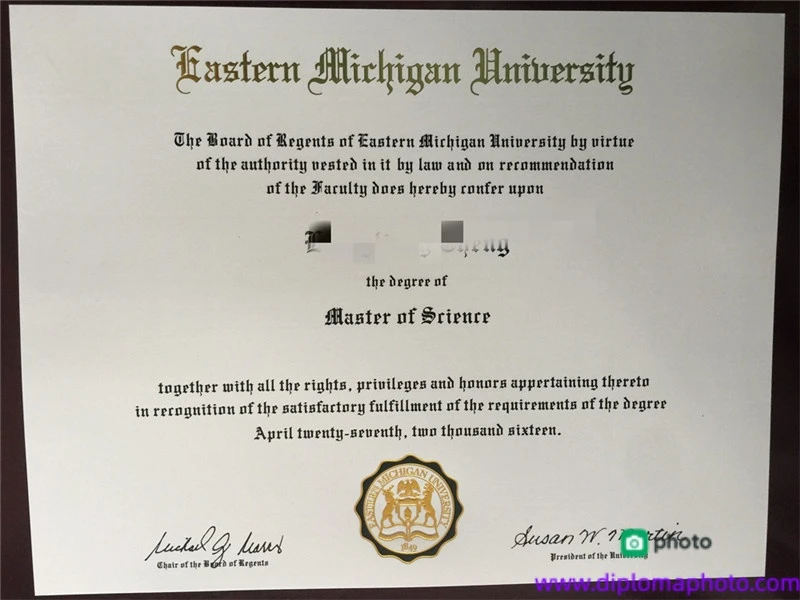 Eastern Michigan University
The Board of Regents of Eastern Michigan University by virtue
of the authority vested in it by law and on recommendation
of the Faculty does hereby confer upon
the degree of
Master of Science
together with all the rights, privileges and honors appertaining thereto
in recognition of the satisfactory fulfillment of the requirements of the degree
April twenty-seventh, two thousand sixteen.
EASTERN MICHIGAN UNIVERSITY
1849
Susan W.
Chair of the Board of Regents
President of the University
photo
www.diplomaphoto.com